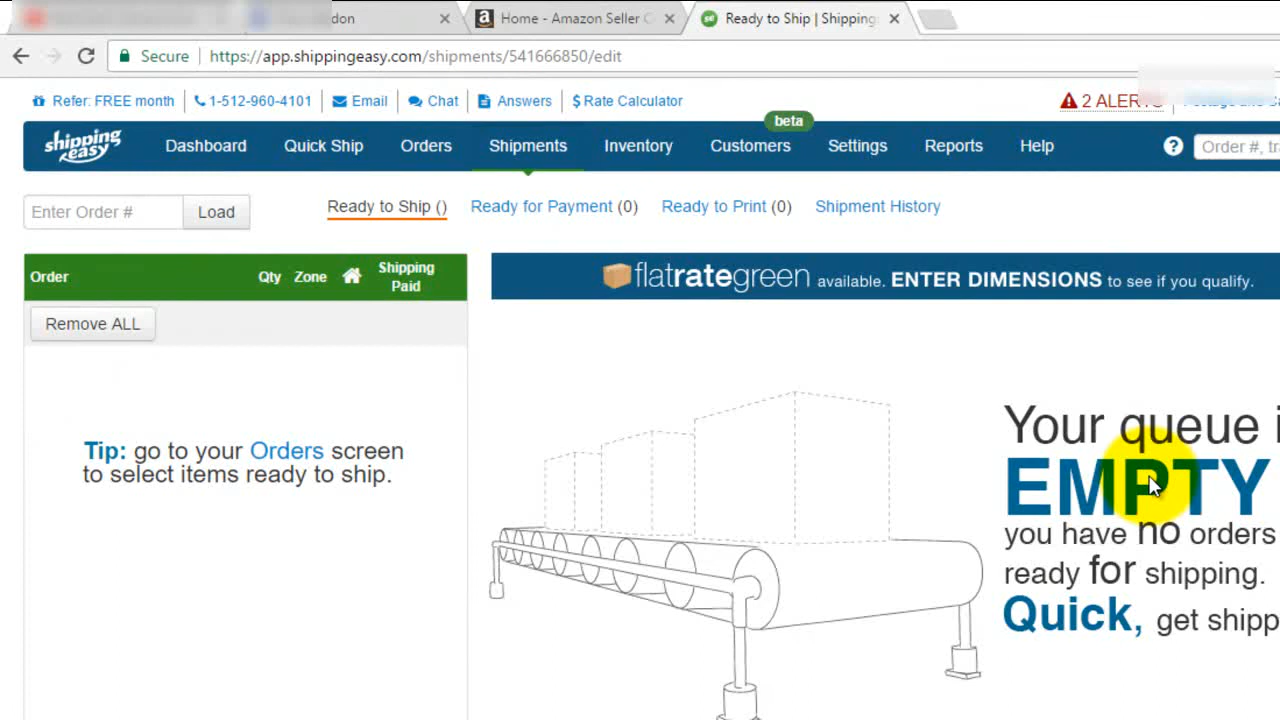 don
Home - Amazon Seller C
Ready to Ship | Shipping
Secure
https://app.shippingeasy.com/shipments/541666850/edit
Refer: FREE month
1-512-960-4101
Email
Chat
Answers
$ Rate Calculator
2 ALERTS
beta
shipping easy
Dashboard
Quick Ship
Orders
Shipments
Inventory
Customers
Settings
Reports
Help
?
Order #, tra
Enter Order #
Load
Ready to Ship ()
Ready for Payment (0)
Ready to Print (0)
Shipment History
Order
Qty
Zone
Shipping
Paid
flatrategreen available. ENTER DIMENSIONS to see if you qualify.
Remove ALL
Tip: go to your Orders screen
to select items ready to ship.
Your queue i
EMPTY
you have no orders
ready for shipping.
Quick, get shipp